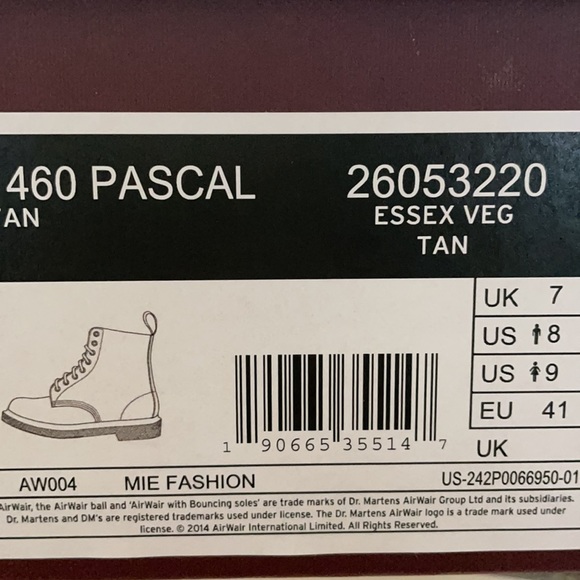 460 PASCAL 26053220
TAN ESSEX VEG
TAN
UK 7
US 8
US 9
EU 41
UK
1 90665 35514 7
AW004 MIE FASHION US-242P0066950-01
AirWair, the AirWair ball and 'AirWair with Bouncing soles' are trade marks of Dr. Martens AirWair Group Ltd and its subsidiaries.
Dr. Martens and DM's are registered trademarks used under license. The Dr. Martens AirWair logo is a trade mark used under
license. © 2014 AirWair International Limited. All Rights Reserved.